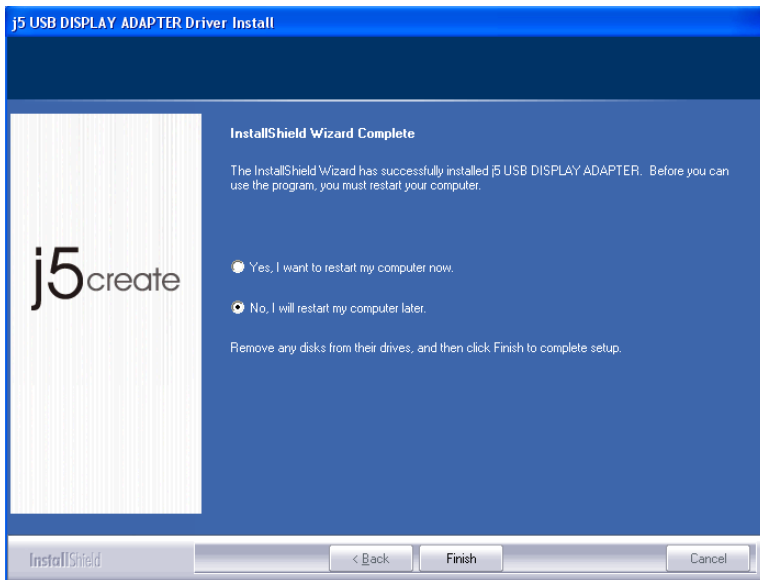 j5 USB DISPLAY ADAPTER Driver Install
InstallShield Wizard Complete
The InstallShield Wizard has successfully installed j5 USB DISPLAY ADAPTER. Before you can
use the program, you must restart your computer.
j5create
Yes, I want to restart my computer now.
No, I will restart my computer later.
Remove any disks from their drives, and then click Finish to complete setup.
InstallShield
< Back
Finish
Cancel